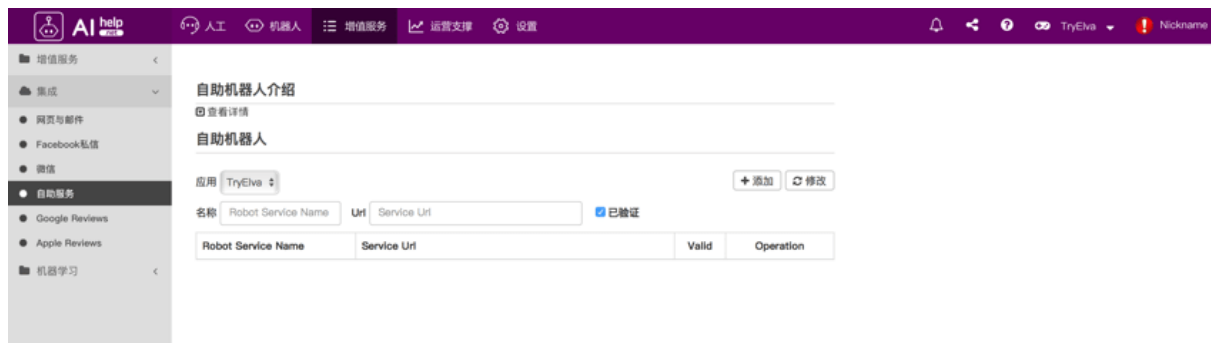 AI help .net 人工 机器人 增值服务 运营支撑 设置 TryElva Nickname
增值服务
集成
网页与邮件
Facebook私信
微信
自助服务
Google Reviews
Apple Reviews
机器学习
自助机器人介绍
查看详情
自助机器人
应用 TryElva 添加 修改
名称 Robot Service Name Url Service Url 已验证
Robot Service Name Service Url Valid Operation